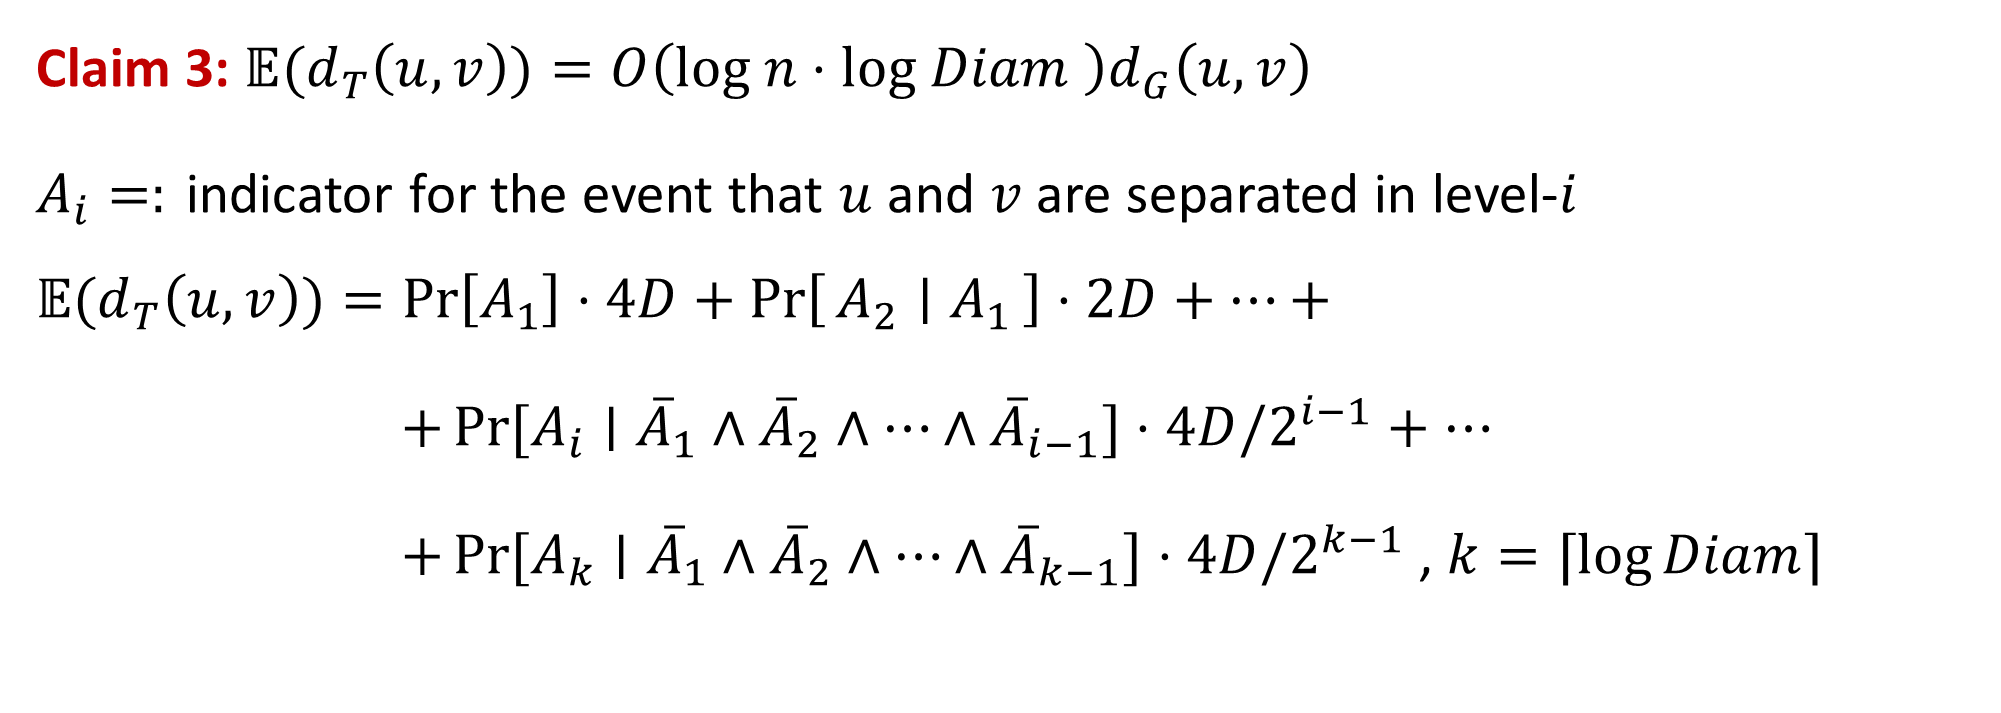 Claim 3: 𝔼(d_T(u, v)) = O(log n · log Diam )d_G(u, v)
A_i =: indicator for the event that u and v are separated in level-i
𝔼(d_T(u, v)) = Pr[A_1] · 4D + Pr[ A_2 | A_1 ] · 2D + ⋯ +
+ Pr[A_i | Ā_1 ∧ Ā_2 ∧ ⋯ ∧ Ā_{i−1}] · 4D/2^{i−1} + ⋯
+ Pr[A_k | Ā_1 ∧ Ā_2 ∧ ⋯ ∧ Ā_{k−1}] · 4D/2^{k−1} , k = ⌈log Diam⌉